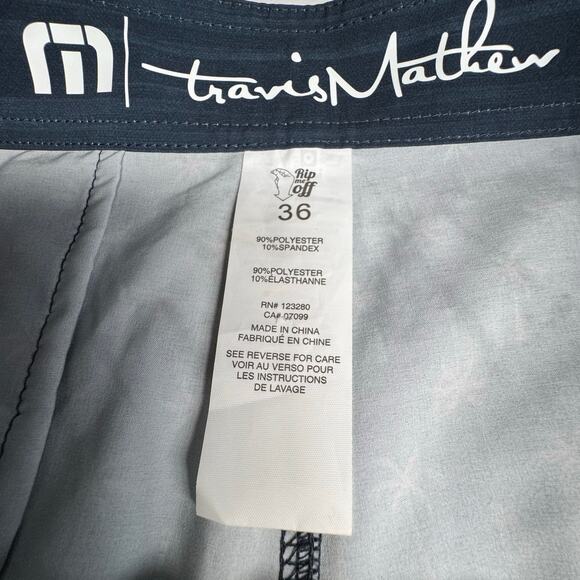 travisMathew
Rip
me
off
36
90%POLYESTER
10%SPANDEX
90%POLYESTER
10%ÉLASTHANNE
RN# 123280
CA# 07099
MADE IN CHINA
FABRIQUÉ EN CHINE
SEE REVERSE FOR CARE
VOIR AU VERSO POUR
LES INSTRUCTIONS
DE LAVAGE